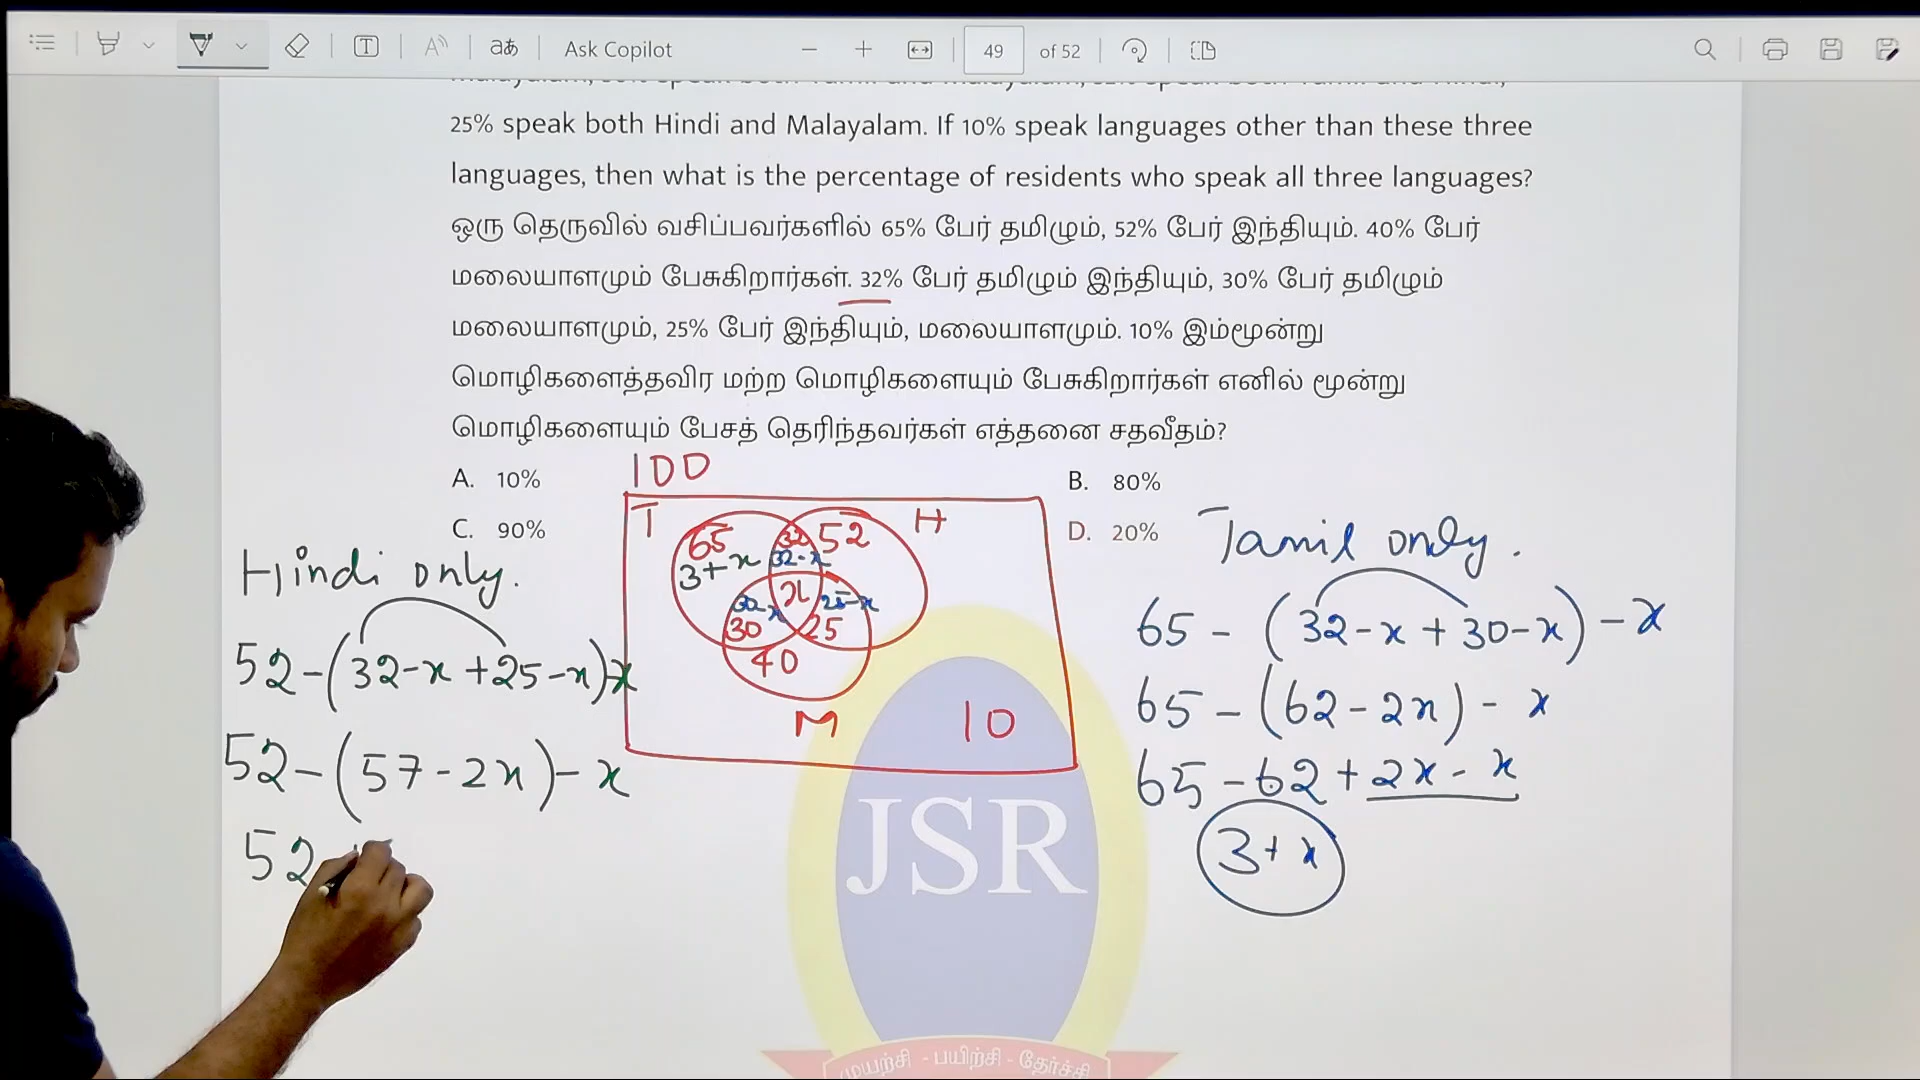 Ask Copilot
49 of 52
25% speak both Hindi and Malayalam. If 10% speak languages other than these three
languages, then what is the percentage of residents who speak all three languages?
ஒரு தெருவில் வசிப்பவர்களில் 65% பேர் தமிழும், 52% பேர் இந்தியும். 40% பேர்
மலையாளமும் பேசுகிறார்கள். 32% பேர் தமிழும் இந்தியும், 30% பேர் தமிழும்
மலையாளமும், 25% பேர் இந்தியும், மலையாளமும். 10% இம்மூன்று
மொழிகளைத்தவிர மற்ற மொழிகளையும் பேசுகிறார்கள் எனில் மூன்று
மொழிகளையும் பேசத் தெரிந்தவர்கள் எத்தனை சதவீதம்?
A. 10%
B. 80%
C. 90%
D. 20%
100
T
H
65
32
52
3+x
32-x
x
25-x
30
25
40
M
10
Hindi only.
52-(32-x+25-x)-x
52-(57-2x)-x
52
Tamil only.
65-(32-x+30-x)-x
65-(62-2x)-x
65-62+2x-x
3+x
JSR
முயற்சி - பயிற்சி - தேர்ச்சி